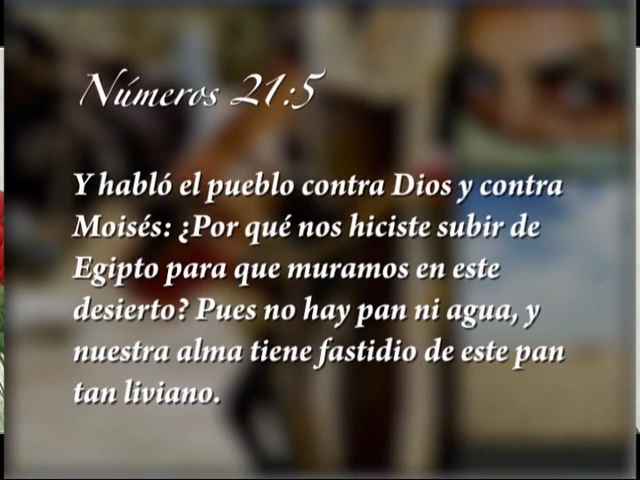 Números 21:5
Y habló el pueblo contra Dios y contra
Moisés: ¿Por qué nos hiciste subir de
Egipto para que muramos en este
desierto? Pues no hay pan ni agua, y
nuestra alma tiene fastidio de este pan
tan liviano.